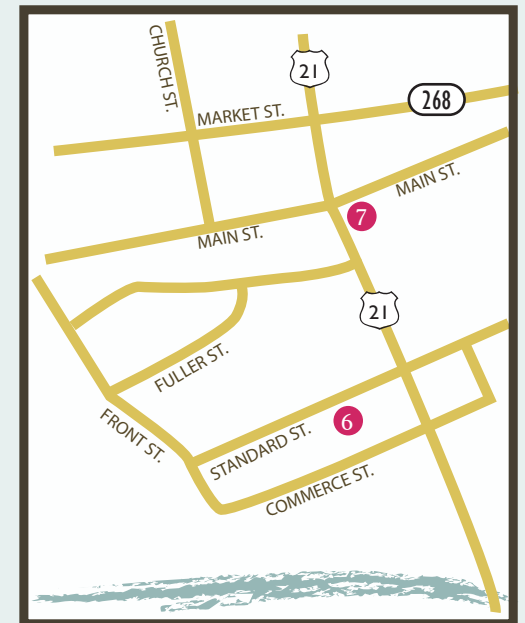 CHURCH ST.
21
268
MARKET ST.
MAIN ST.
7
MAIN ST.
21
FULLER ST.
6
FRONT ST.
STANDARD ST.
COMMERCE ST.